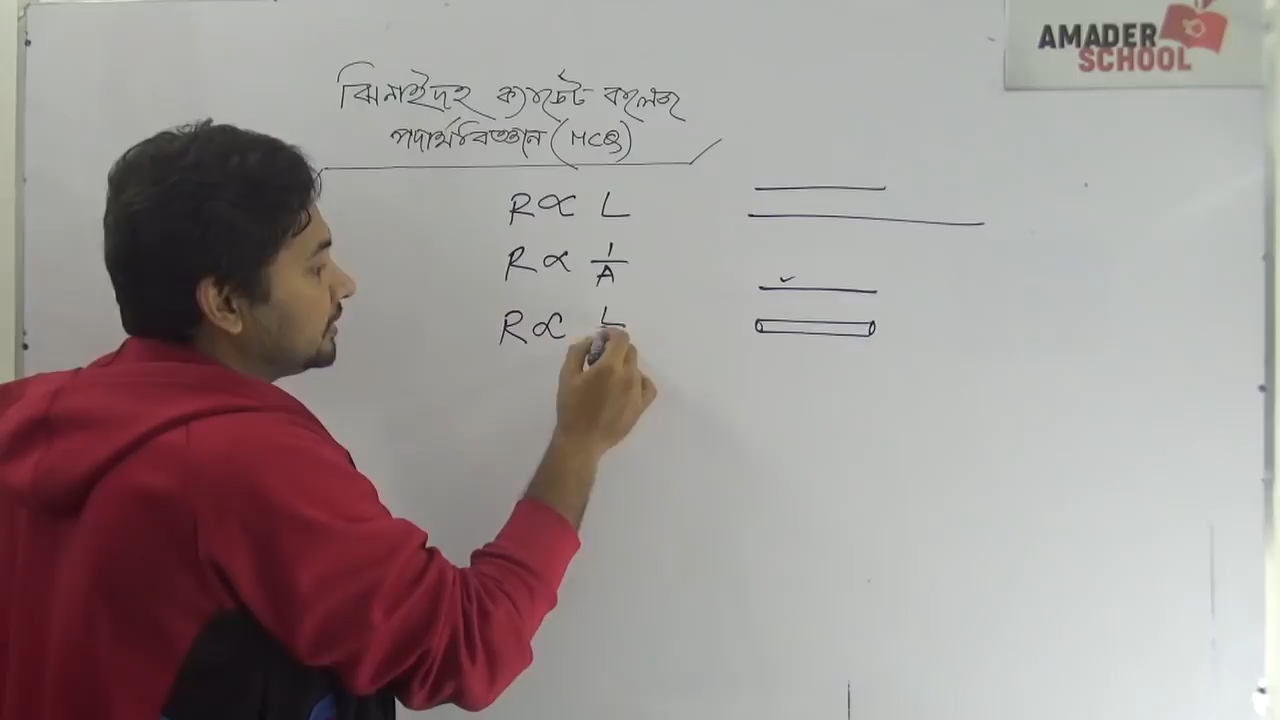 AMADER
SCHOOL
ঝিনাইদহ ক্যাডেট কলেজ
পদার্থবিজ্ঞান (MCQ)
R ∝ L
R ∝ 1/A
R ∝ L